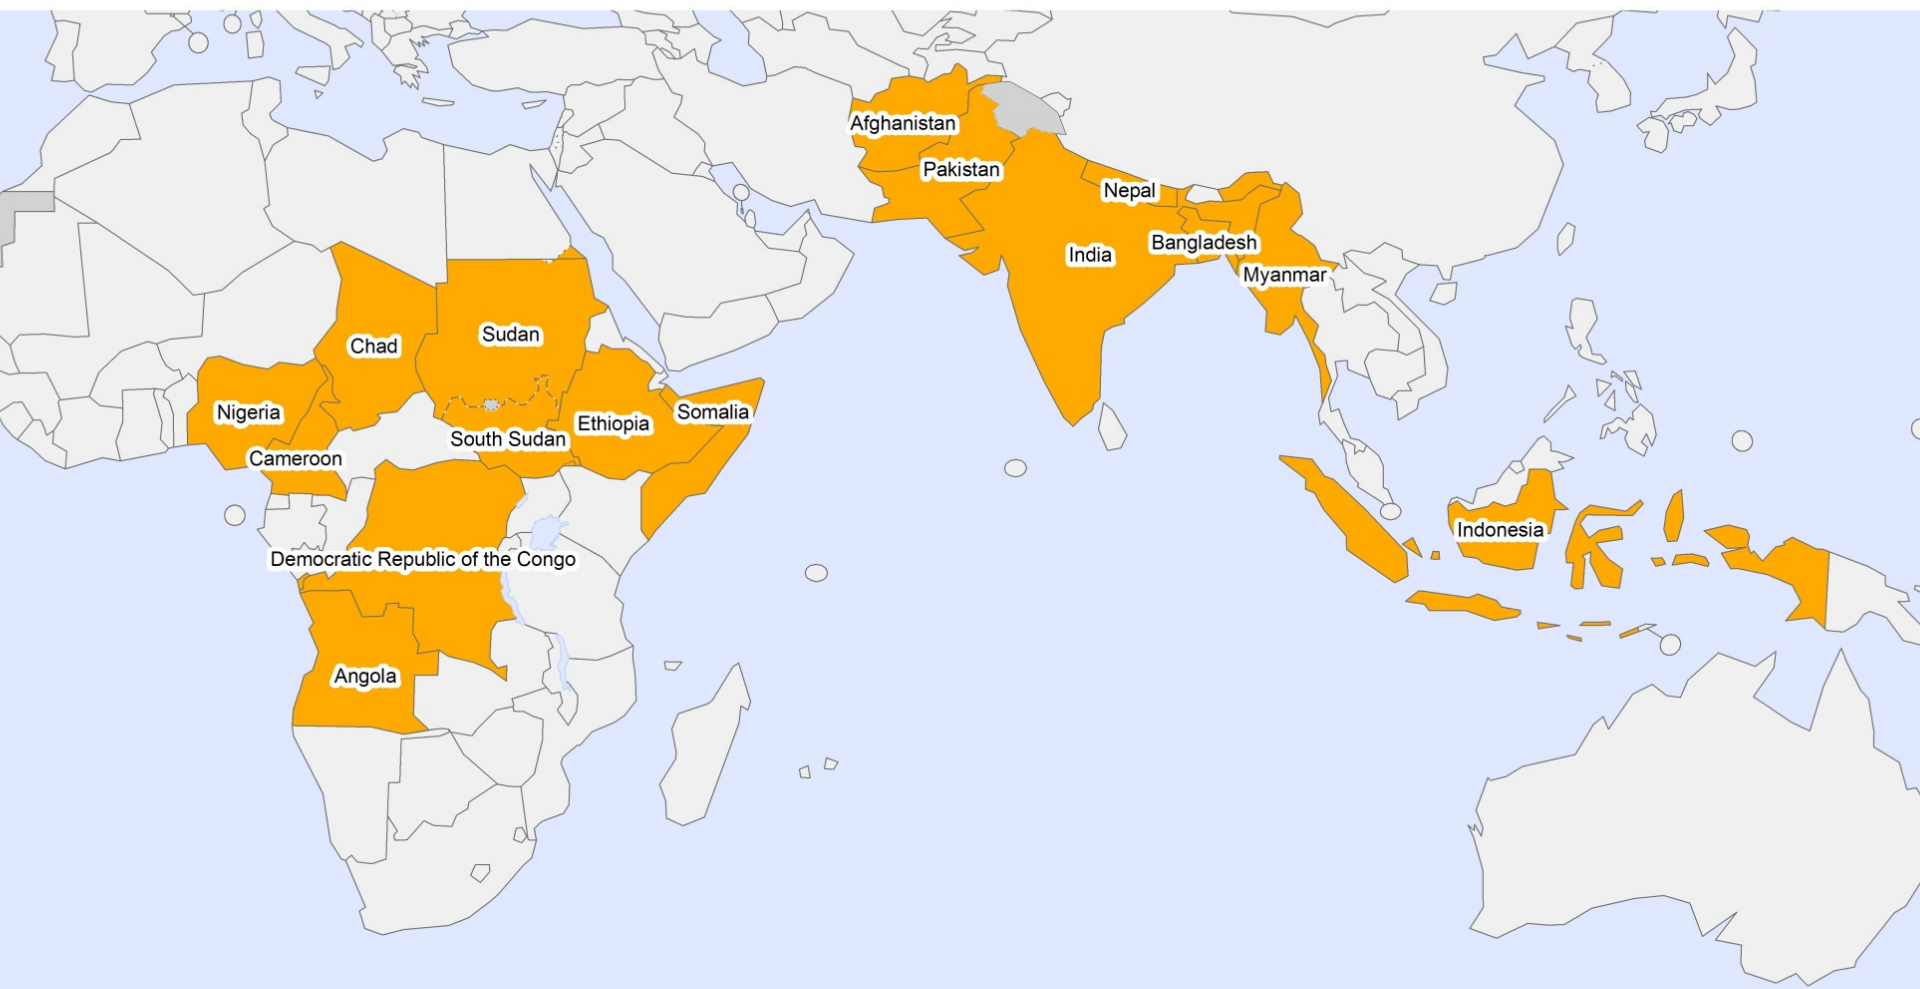 Afghanistan
Pakistan
Nepal
Bangladesh
India
Myanmar
Sudan
Chad
Nigeria
Somalia
Ethiopia
South Sudan
Cameroon
Indonesia
Democratic Republic of the Congo
Angola